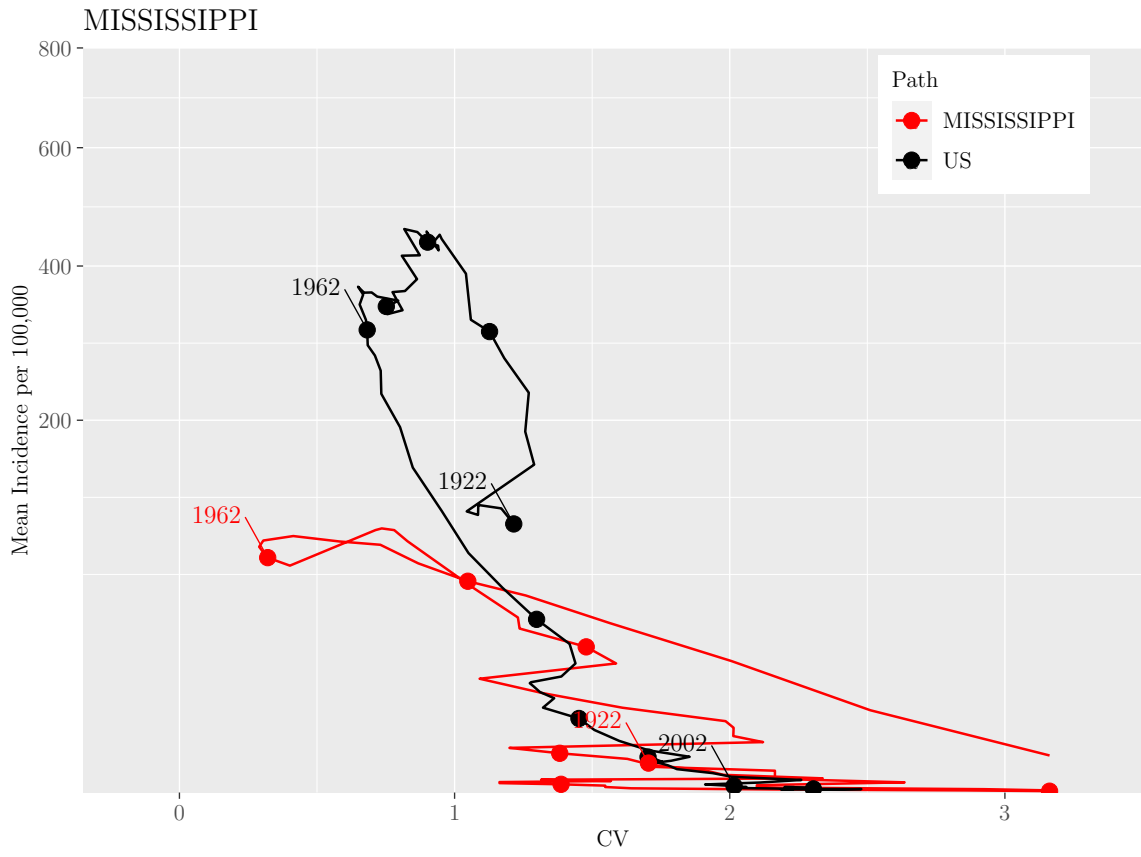 MISSISSIPPI
800
600
400
200
Mean Incidence per 100,000
Path
MISSISSIPPI
US
1962
1922
1962
1922
2002
0
1
2
3
CV